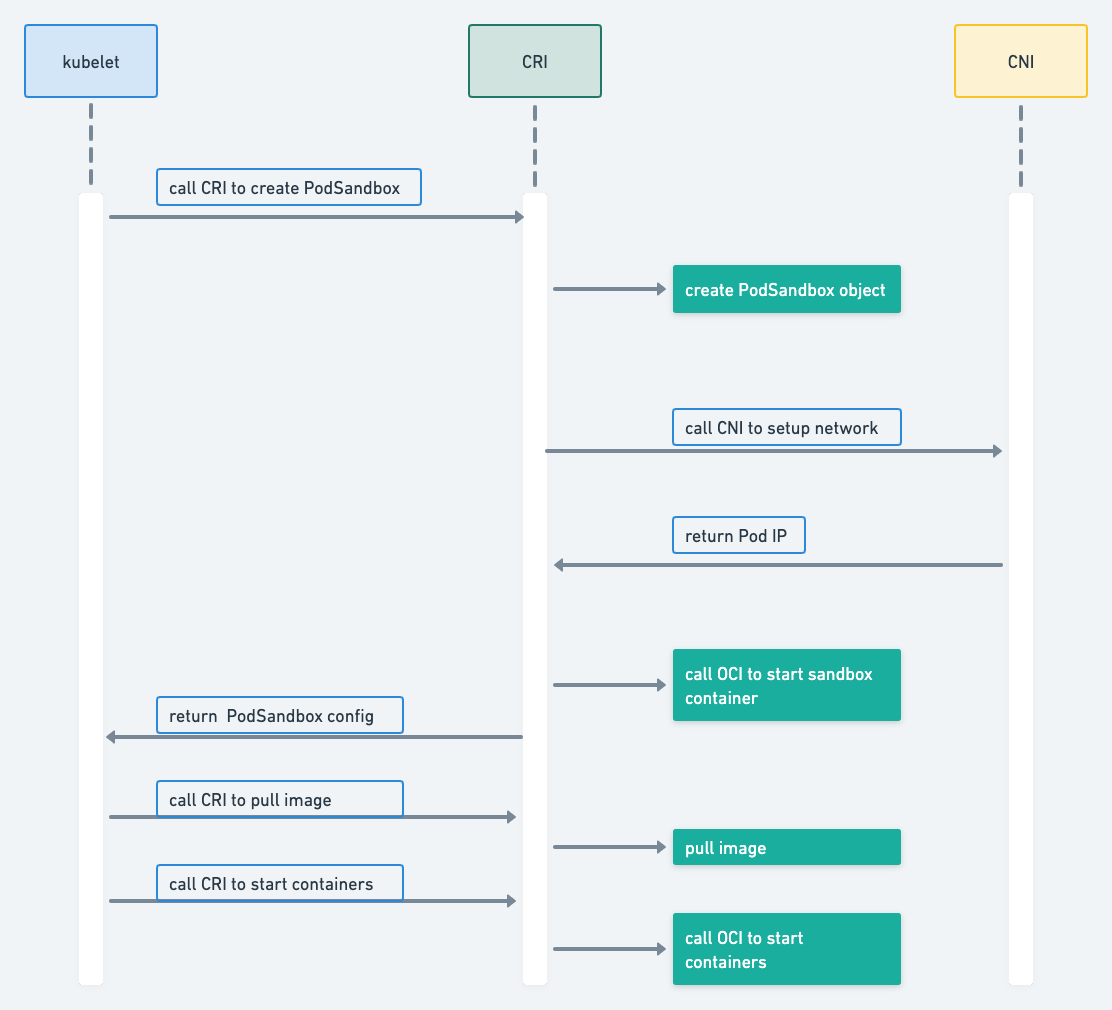 kubelet
CRI
CNI
call CRI to create PodSandbox
create PodSandbox object
call CNI to setup network
return Pod IP
call OCI to start sandbox
container
return  PodSandbox config
call CRI to pull image
pull image
call CRI to start containers
call OCI to start
containers